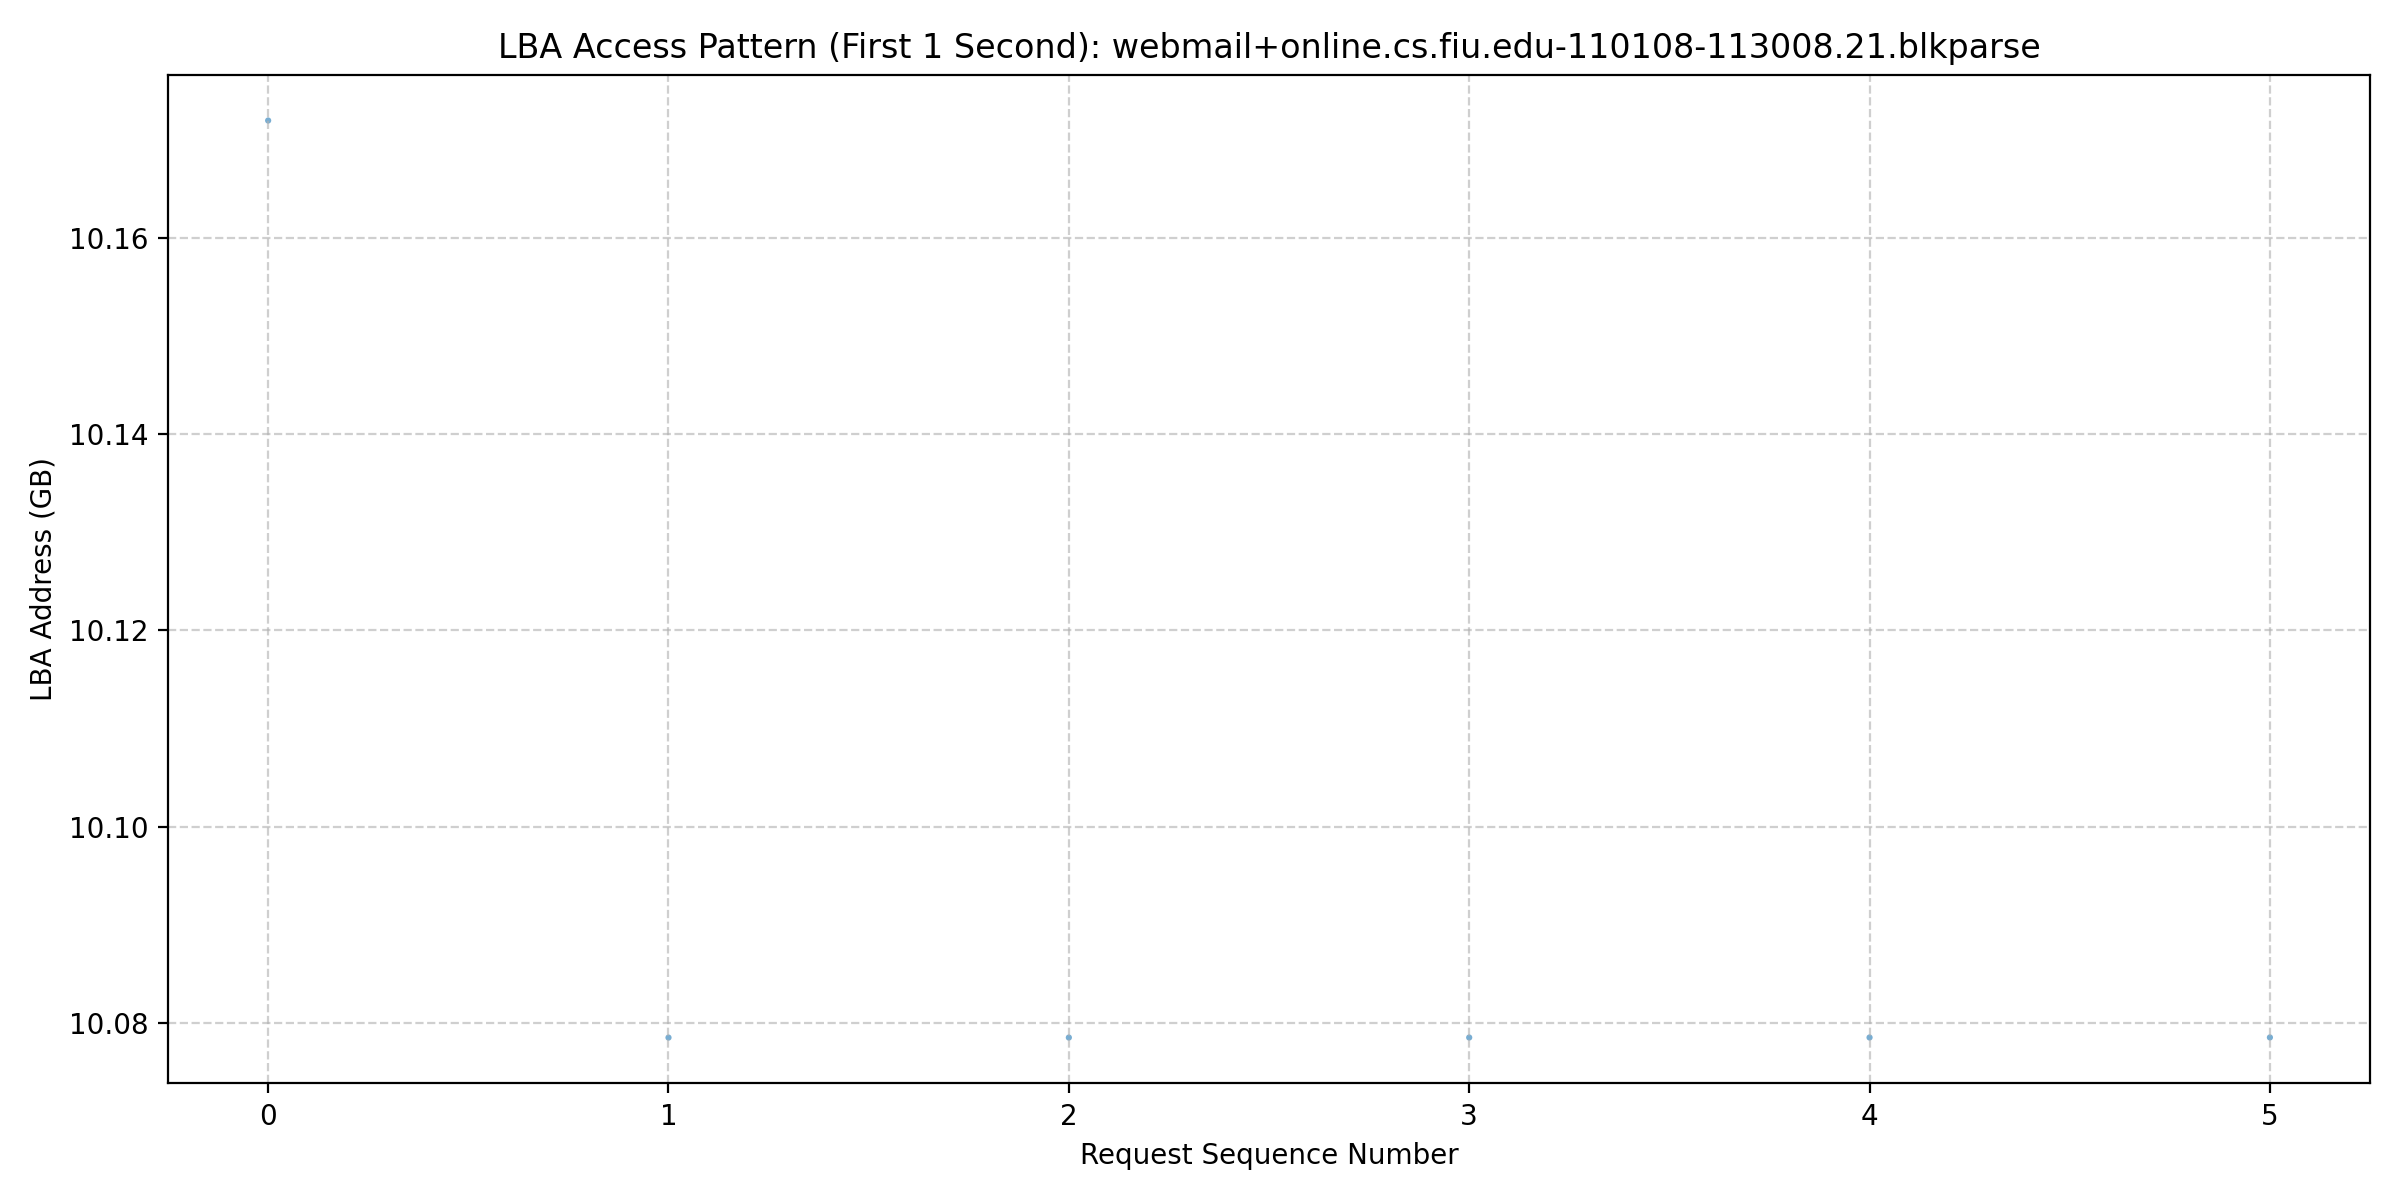 LBA Access Pattern (First 1 Second): webmail+online.cs.fiu.edu-110108-113008.21.blkparse
LBA Address (GB)
10.16
10.14
10.12
10.10
10.08
0 1 2 3 4 5
Request Sequence Number